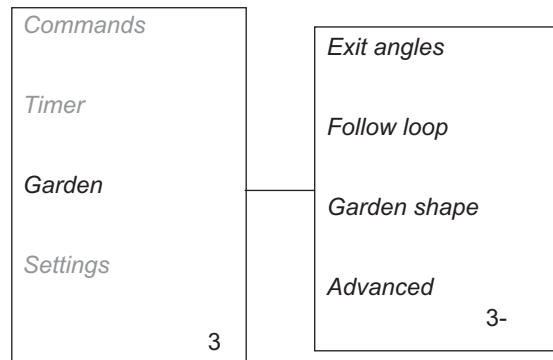 Commands
Timer
Garden
Settings
3
Exit angles
Follow loop
Garden shape
Advanced
3-